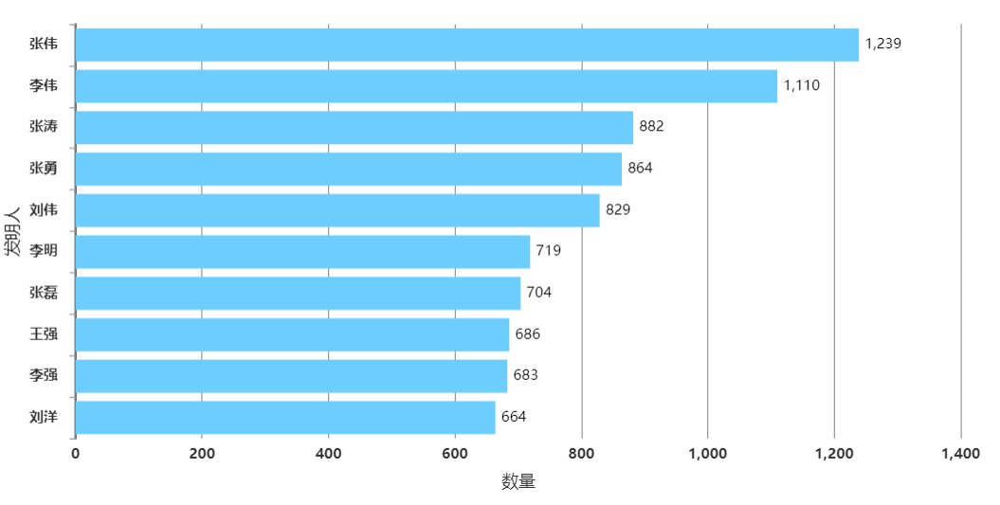 张伟 1,239
李伟 1,110
张涛 882
张勇 864
刘伟 829
李明 719
张磊 704
王强 686
李强 683
刘洋 664
发明人
0 200 400 600 800 1,000 1,200 1,400
数量